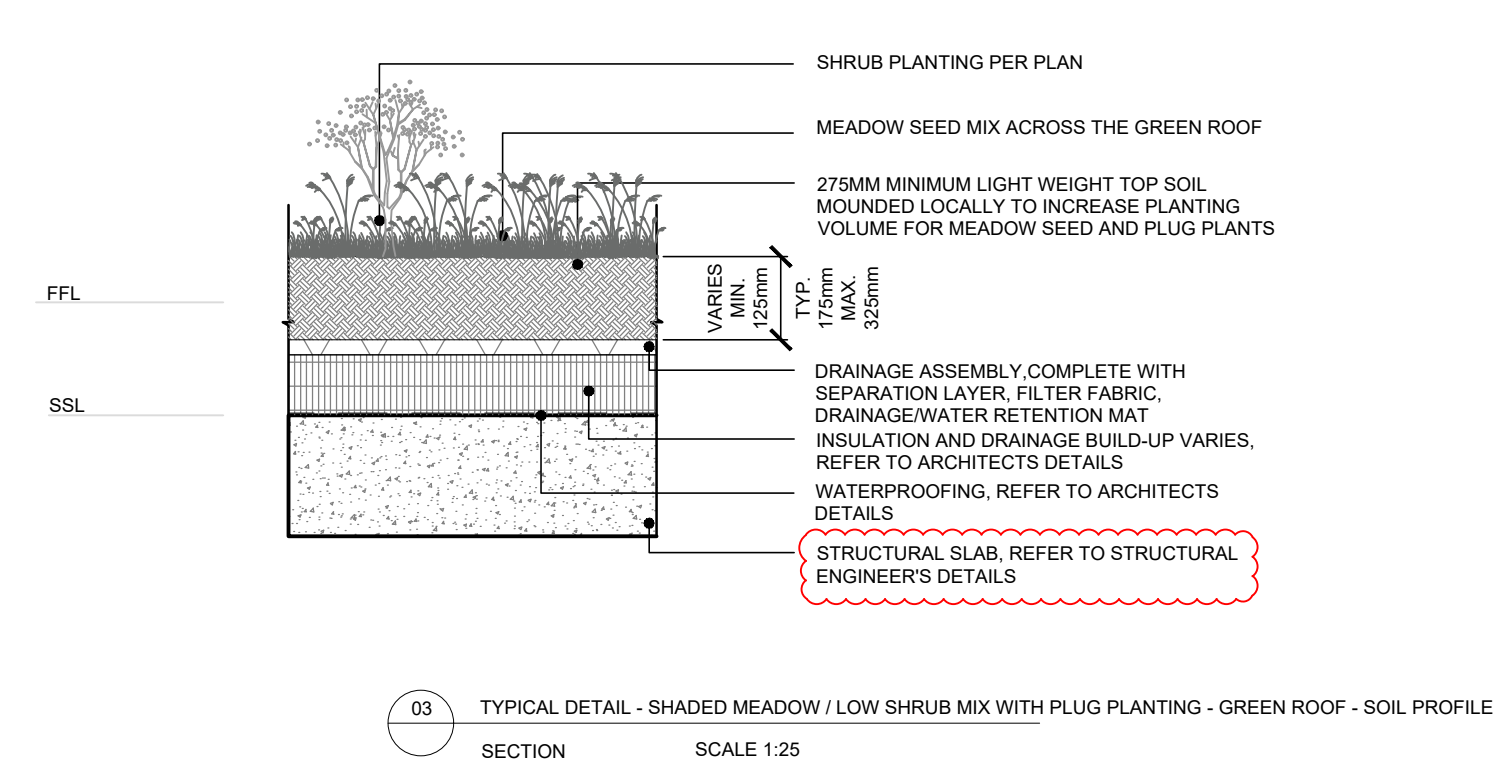 SHRUB PLANTING PER PLAN
MEADOW SEED MIX ACROSS THE GREEN ROOF
275MM MINIMUM LIGHT WEIGHT TOP SOIL
MOUNDED LOCALLY TO INCREASE PLANTING
VOLUME FOR MEADOW SEED AND PLUG PLANTS
FFL
VARIES
MIN.
125mm
TYP.
175mm
MAX.
325mm
DRAINAGE ASSEMBLY,COMPLETE WITH
SEPARATION LAYER, FILTER FABRIC,
DRAINAGE/WATER RETENTION MAT
SSL
INSULATION AND DRAINAGE BUILD-UP VARIES,
REFER TO ARCHITECTS DETAILS
WATERPROOFING, REFER TO ARCHITECTS
DETAILS
STRUCTURAL SLAB, REFER TO STRUCTURAL
ENGINEER'S DETAILS
03
TYPICAL DETAIL - SHADED MEADOW / LOW SHRUB MIX WITH PLUG PLANTING - GREEN ROOF - SOIL PROFILE
SECTION
SCALE 1:25